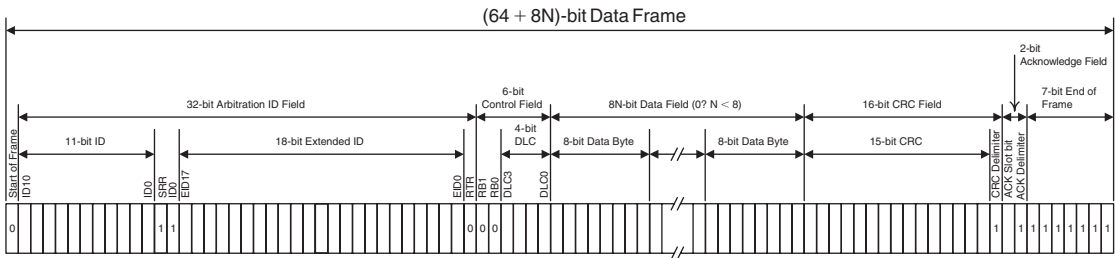 (64 + 8N)-bit Data Frame
2-bit
Acknowledge Field
32-bit Arbitration ID Field
6-bit
Control Field
8N-bit Data Field (0? N < 8)
16-bit CRC Field
7-bit End of
Frame
11-bit ID
18-bit Extended ID
4-bit
DLC
8-bit Data Byte
8-bit Data Byte
15-bit CRC
Start of Frame
ID10
ID0
SRR
ID0
EID17
EID0
RTR
RB1
RB0
DLC3
DLC0
CRC Delimiter
ACK Slot bit
ACK Delimiter
0 1 1 0 0 0 1 1 1 1 1 1 1 1 1